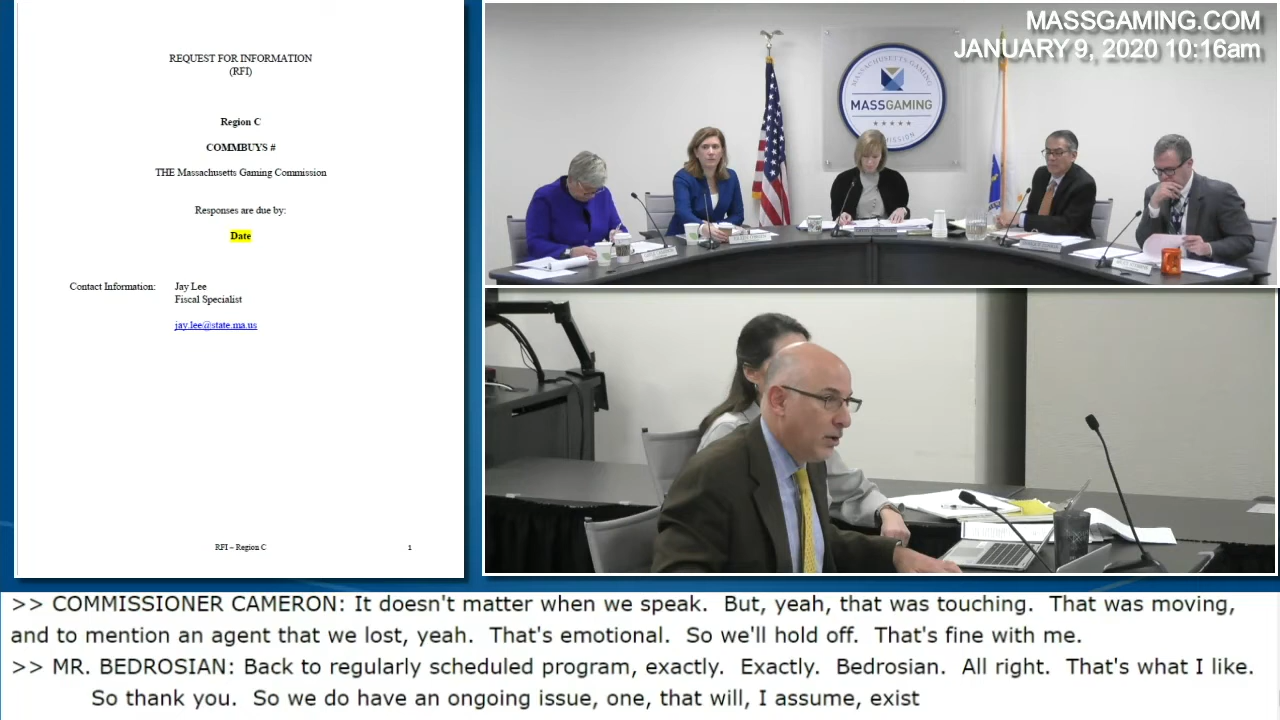 REQUEST FOR INFORMATION
(RFI)
Region C
COMMBUYS #
THE Massachusetts Gaming Commission
Responses are due by:
Date
Contact Information:
Jay Lee
Fiscal Specialist
jay.lee@state.ma.us
RFI – Region C
1
MASSGAMING.COM
JANUARY 9, 2020 10:16am
MASSACHUSETTS GAMING
MASSGAMING
COMMISSION
>> COMMISSIONER CAMERON: It doesn't matter when we speak. But, yeah, that was touching. That was moving,
and to mention an agent that we lost, yeah. That's emotional. So we'll hold off. That's fine with me.
>> MR. BEDROSIAN: Back to regularly scheduled program, exactly. Exactly. Bedrosian. All right. That's what I like.
So thank you. So we do have an ongoing issue, one, that will, I assume, exist